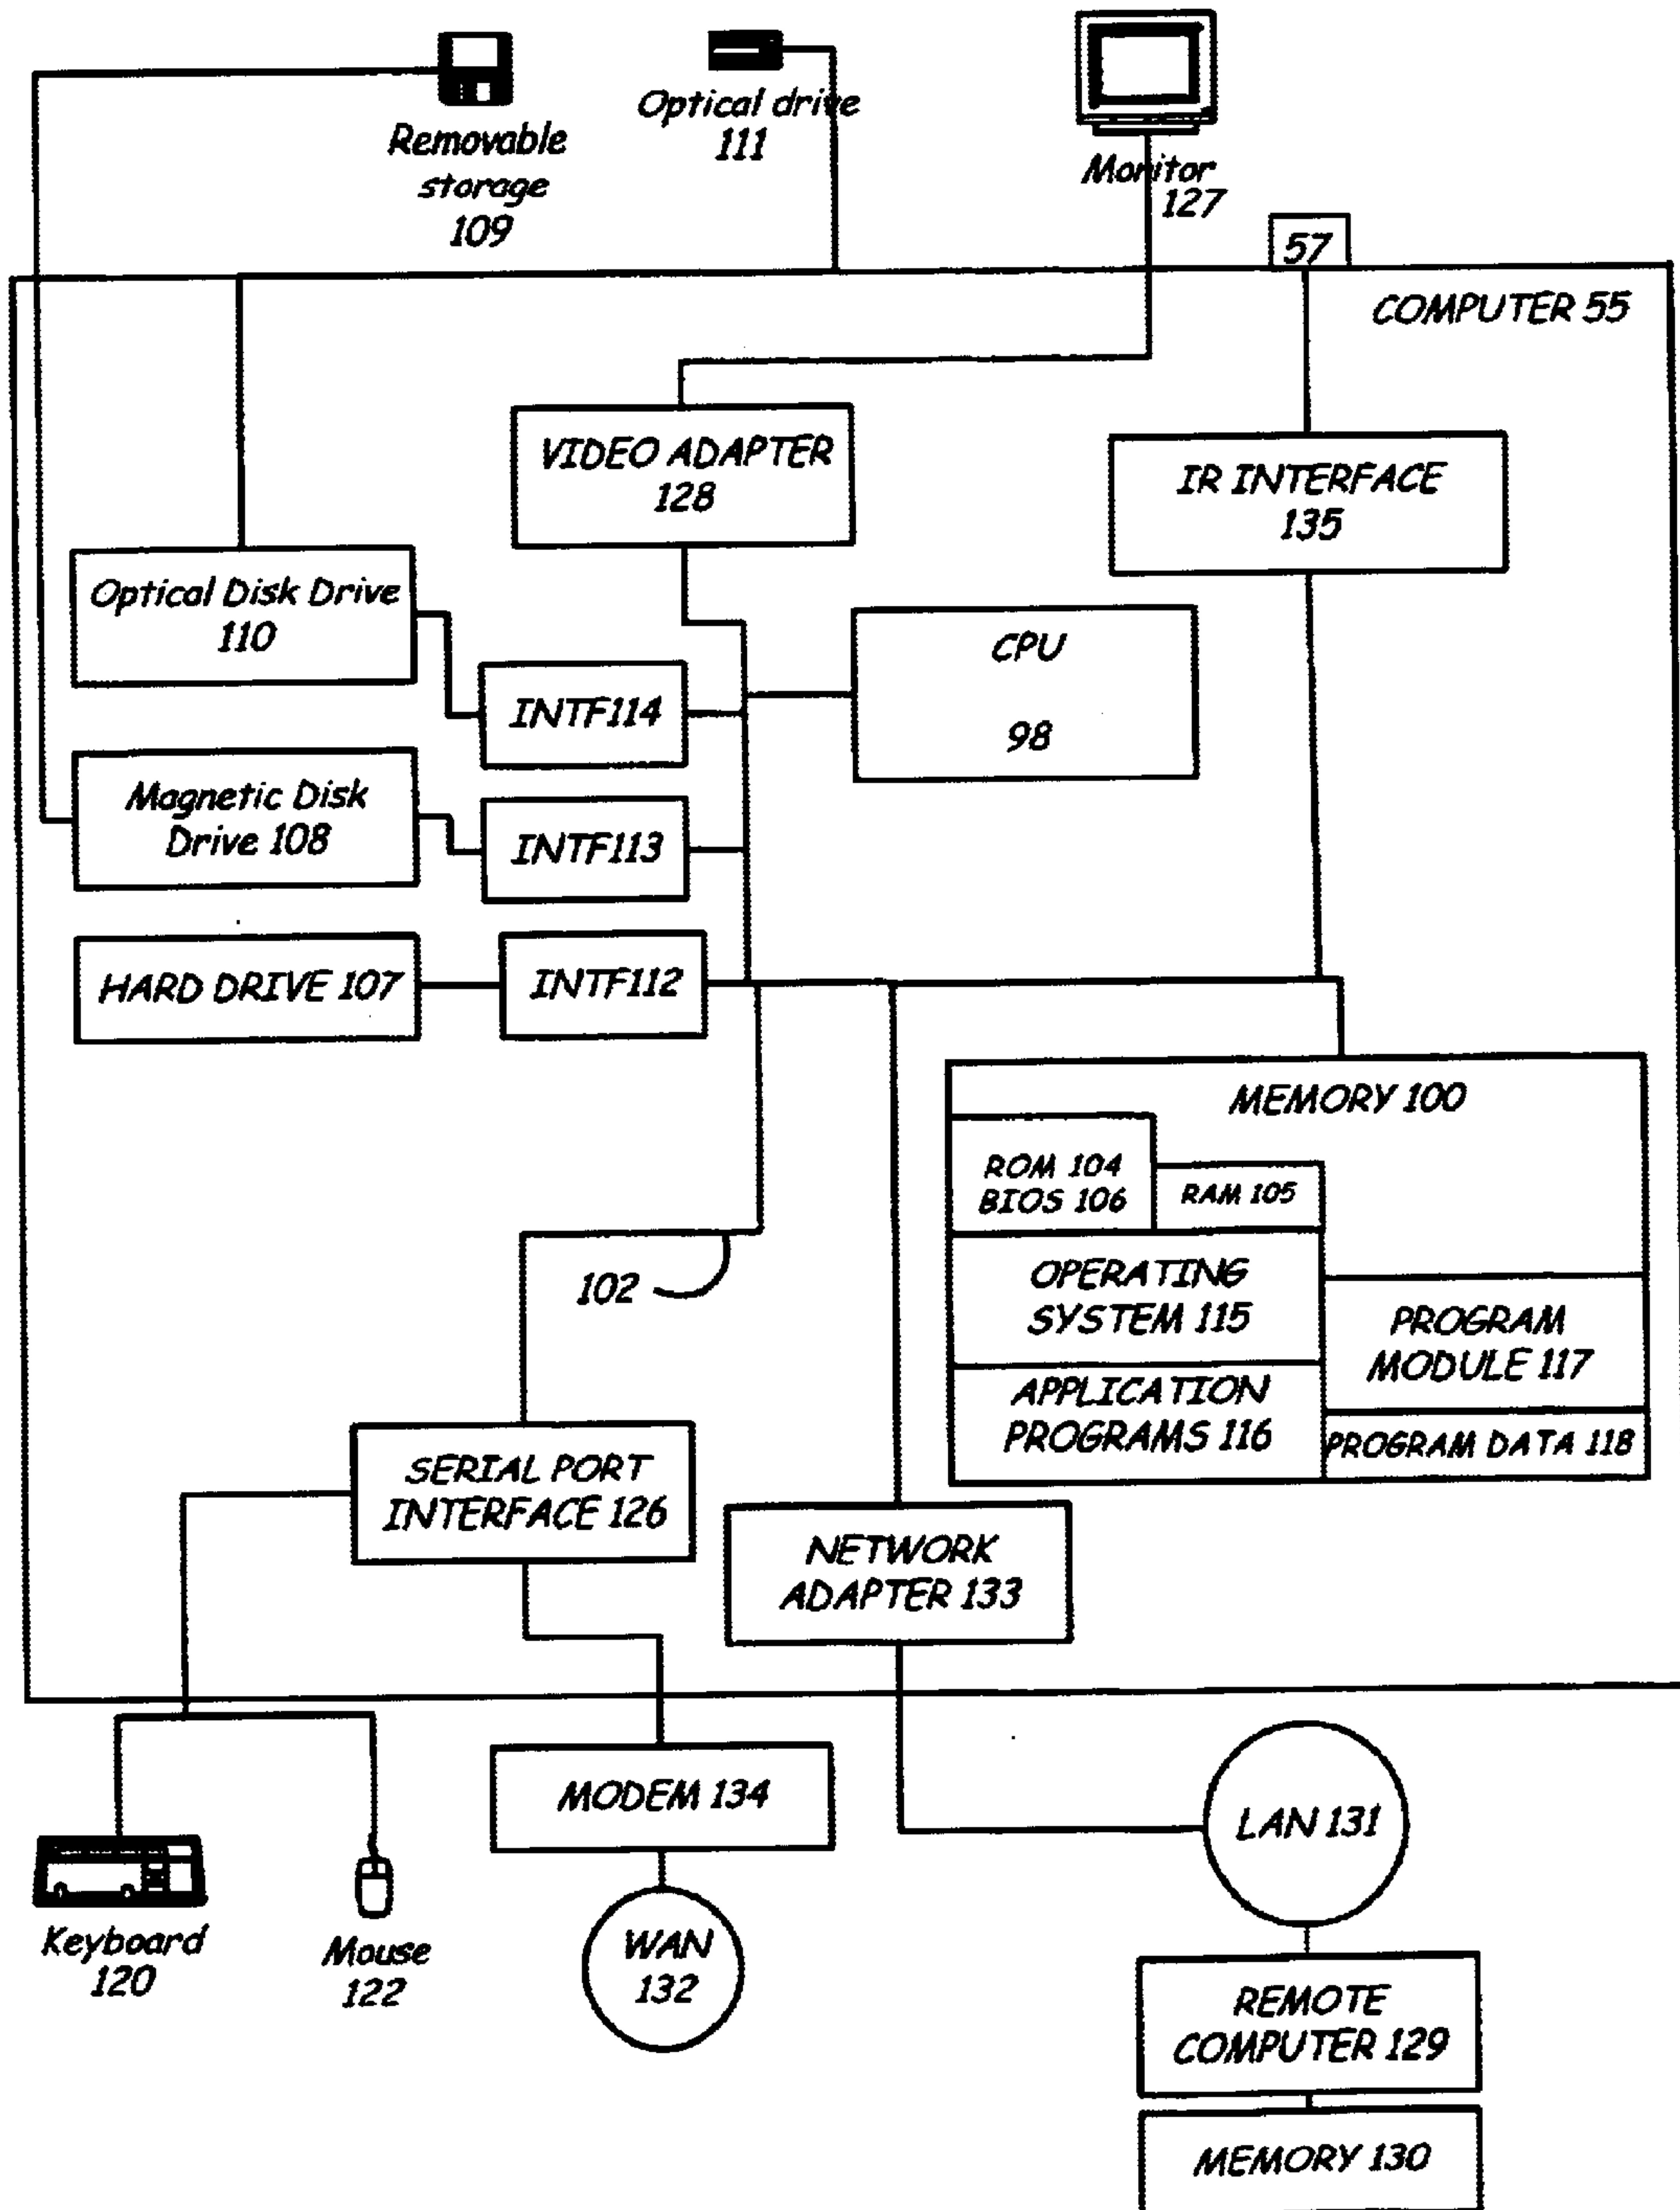 Removable
storage
109
Optical drive
111
Monitor
127
57
COMPUTER 55
VIDEO ADAPTER
128
IR INTERFACE
135
Optical Disk Drive
110
INTF114
CPU
98
Magnetic Disk
Drive 108
INTF113
HARD DRIVE 107
INTF112
MEMORY 100
ROM 104
BIOS 106
RAM 105
OPERATING
SYSTEM 115
PROGRAM
MODULE 117
APPLICATION
PROGRAMS 116
PROGRAM DATA 118
102
SERIAL PORT
INTERFACE 126
NETWORK
ADAPTER 133
MODEM 134
LAN 131
Keyboard
120
Mouse
122
WAN
132
REMOTE
COMPUTER 129
MEMORY 130